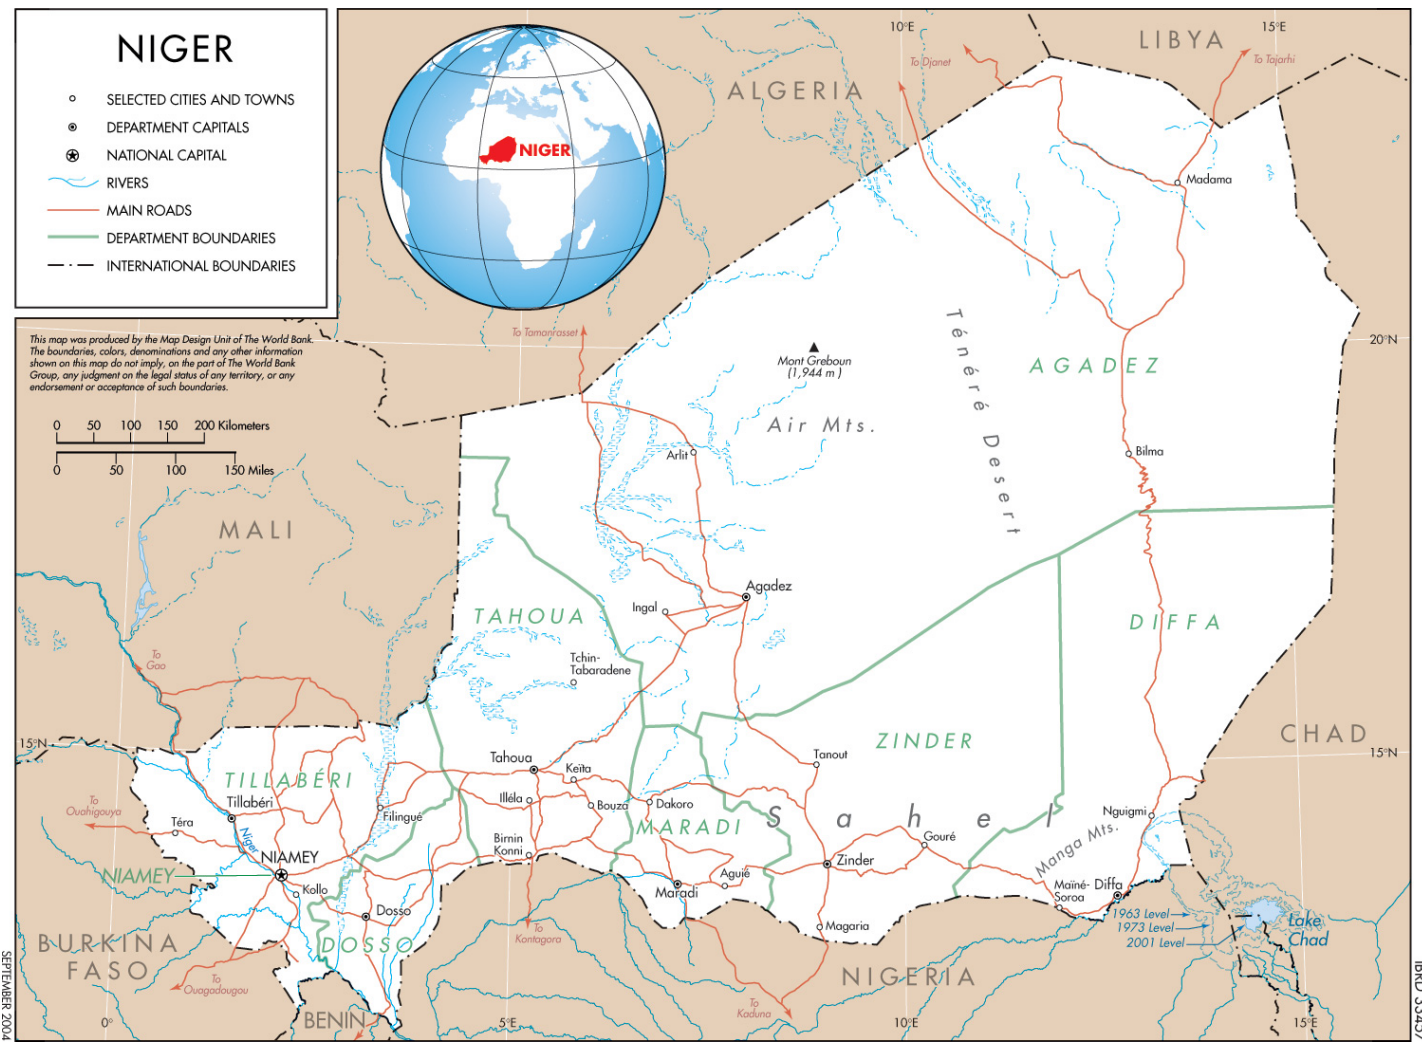 NIGER
SELECTED CITIES AND TOWNS
DEPARTMENT CAPITALS
NATIONAL CAPITAL
RIVERS
MAIN ROADS
DEPARTMENT BOUNDARIES
INTERNATIONAL BOUNDARIES
NIGER
This map was produced by the Map Design Unit of The World Bank.
The boundaries, colors, denominations and any other information
shown on this map do not imply, on the part of The World Bank
Group, any judgment on the legal status of any territory, or any
endorsement or acceptance of such boundaries.
0 50 100 150 200 Kilometers
0 50 100 150 Miles
10°E
15°E
LIBYA
To Djanet
To Tajarhi
ALGERIA
Madama
To Tamanrasset
20°N
Mont Greboun
(1,944 m)
AGADEZ
Ténéré Desert
Air Mts.
Arlit
Bilma
MALI
Agadez
Ingal
TAHOUA
DIFFA
Tchin-
Tabaradene
To
Gao
CHAD
15°N
ZINDER
15°N
Tanout
Tahoua
Keïta
TILLABÉRI
Tillabéri
Illéla
Bouza
Dakoro
To
Ouahigouya
Téra
Filingué
MARADI
Sahel
Nguigmi
Niger
Birnin
Konni
Gouré
Manga Mts.
NIAMEY
NIAMEY
Zinder
Aguié
Maradi
Kollo
Maïné-
Soroa
Diffa
Dosso
1963 Level
1973 Level
2001 Level
Lake
Chad
Magaria
To
Kontagora
DOSSO
BURKINA
FASO
To
Ouagadougou
NIGERIA
To
Kaduna
BENIN
0°
5°E
10°E
15°E
SEPTEMBER 2004
IBRD 33457